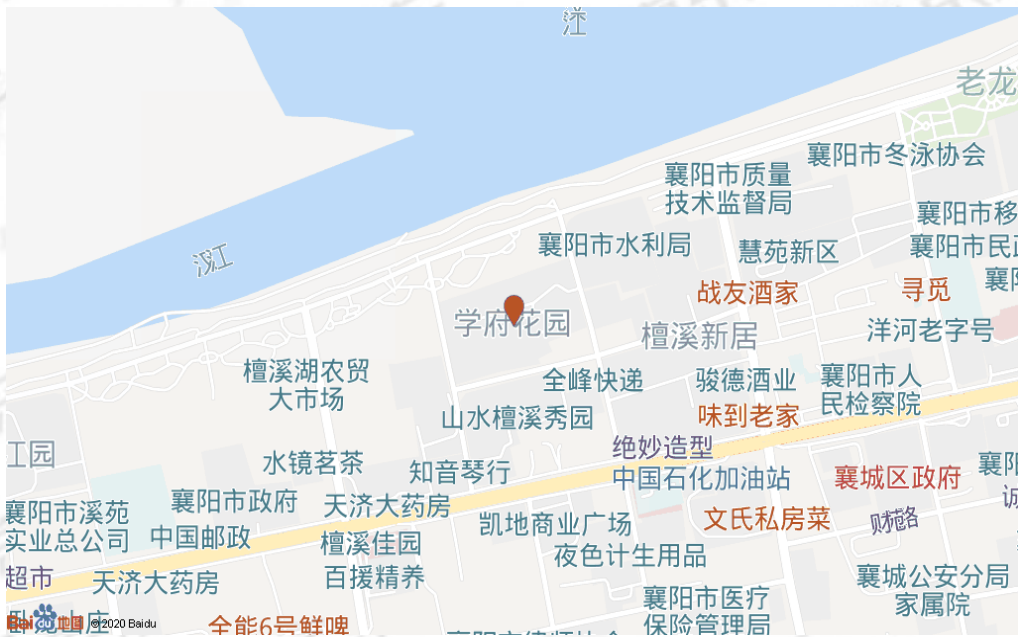 江
老龙
襄阳市冬泳协会
襄阳市质量
技术监督局
襄阳市移
襄阳市水利局
慧苑新区
襄阳市民政
汉江
襄阳
战友酒家
寻觅
学府花园
檀溪新居
洋河老字号
檀溪湖农贸
大市场
全峰快递
骏德酒业
襄阳市人
民检察院
山水檀溪秀园
味到老家
江园
绝妙造型
水镜茗茶
知音琴行
中国石化加油站
襄城区政府
襄阳
诚
襄阳市溪苑
实业总公司
襄阳市政府
天济大药房
凯地商业广场
文氏私房菜
中国邮政
檀溪佳园
夜色计生用品
超市
天济大药房
百援精养
襄城公安分局
家属院
襄阳市医疗
保险管理局
Bai du 地图
© 2020 Baidu
全能6号鲜啤